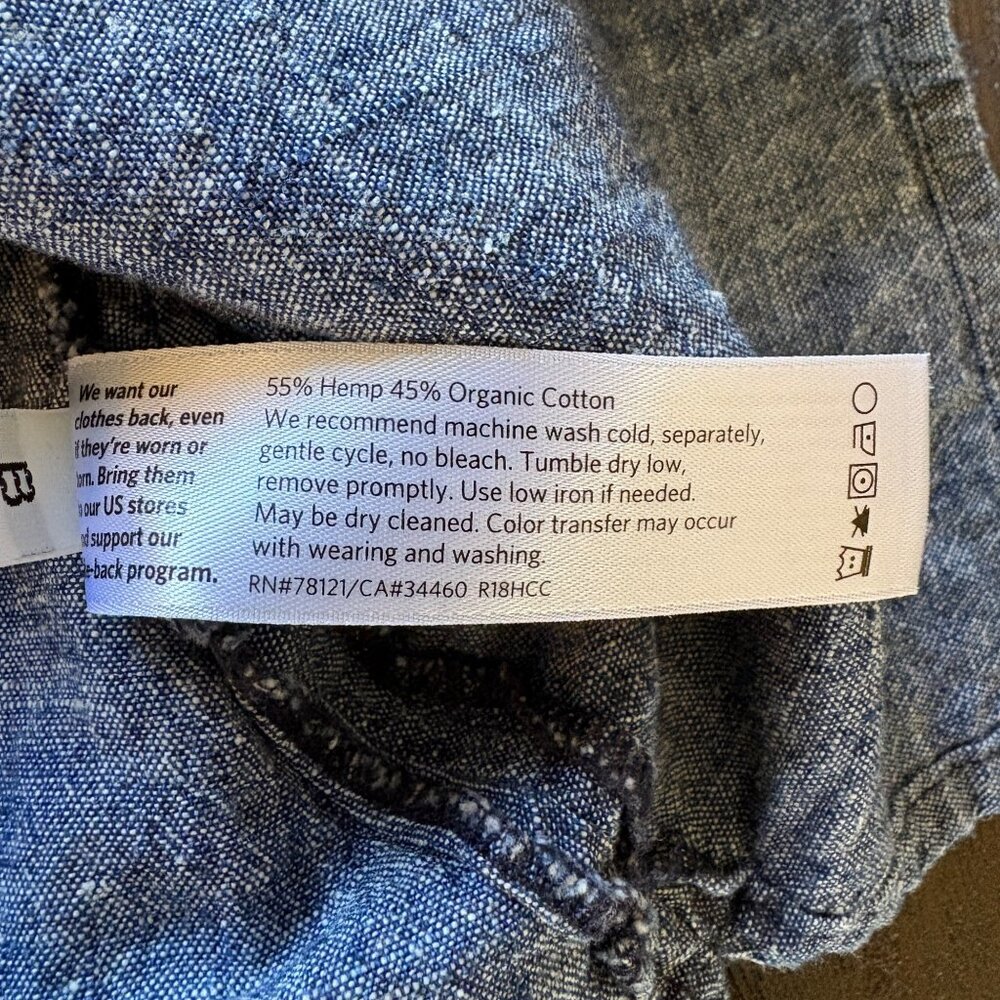 We want our
clothes back, even
if they're worn or
torn. Bring them
to our US stores
and support our
-back program.
55% Hemp 45% Organic Cotton
We recommend machine wash cold, separately,
gentle cycle, no bleach. Tumble dry low,
remove promptly. Use low iron if needed.
May be dry cleaned. Color transfer may occur
with wearing and washing.
RN#78121/CA#34460 R18HCC